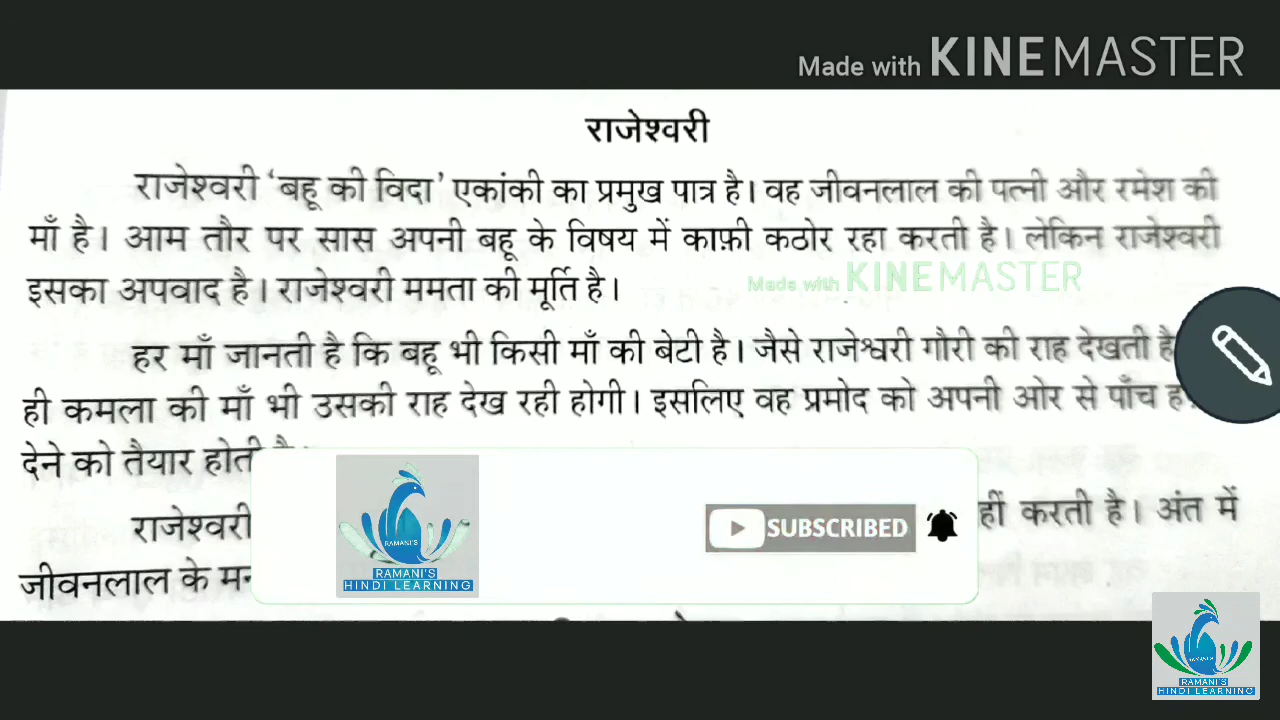 Made with KINEMASTER
राजेश्वरी
राजेश्वरी ‘बहू की विदा’ एकांकी का प्रमुख पात्र है। वह जीवनलाल की पत्नी और रमेश की
माँ है। आम तौर पर सास अपनी बहू के विषय में काफ़ी कठोर रहा करती है। लेकिन राजेश्वरी
इसका अपवाद है। राजेश्वरी ममता की मूर्ति है।
Made with KINEMASTER
हर माँ जानती है कि बहू भी किसी माँ की बेटी है। जैसे राजेश्वरी गौरी की राह देखती है
ही कमला की माँ भी उसकी राह देख रही होगी। इसलिए वह प्रमोद को अपनी ओर से पाँच
देने को तैयार होती
राजेश्वरी हीं करती है। अंत में
जीवनलाल के
RAMANI'S
RAMANI'S
HINDI LEARNING
SUBSCRIBED
RAMANI'S
RAMANI'S
HINDI LEARNING